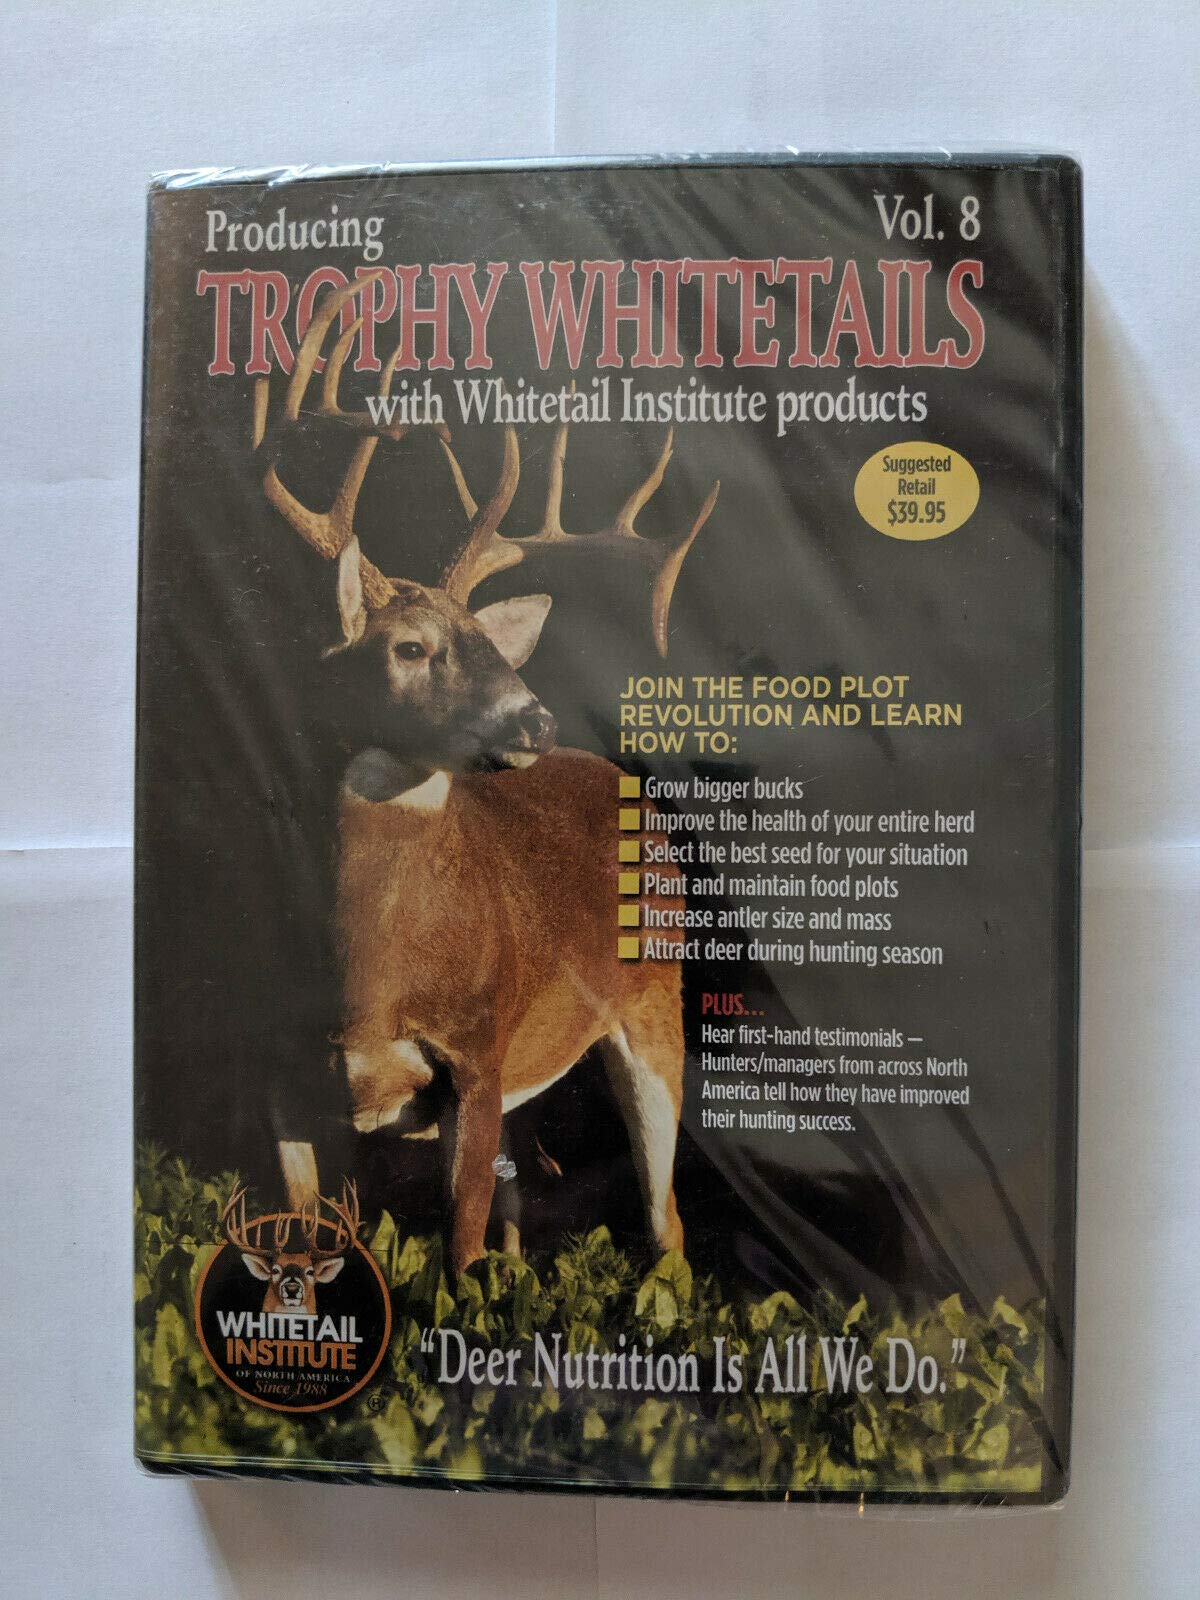 Producing
Vol. 8
TROPHY WHITETAILS
with Whitetail Institute products
Suggested
Retail
$39.95
JOIN THE FOOD PLOT
REVOLUTION AND LEARN
HOW TO:
Grow bigger bucks
Improve the health of your entire herd
Select the best seed for your situation
Plant and maintain food plots
Increase antler size and mass
Attract deer during hunting season
PLUS...
Hear first-hand testimonials —
Hunters/managers from across North
America tell how they have improved
their hunting success.
WHITETAIL
INSTITUTE
OF NORTH AMERICA
Since 1988
®
"Deer Nutrition Is All We Do."